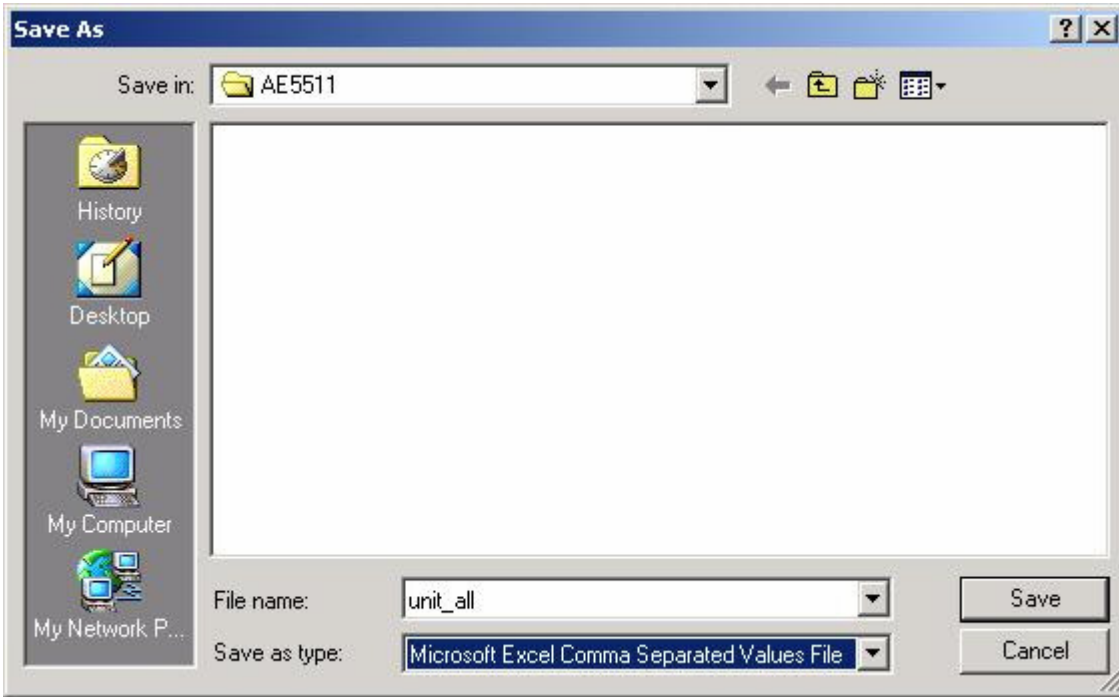 Save As
Save in: AE5511
History
Desktop
My Documents
My Computer
My Network P...
File name: unit_all Save
Save as type: Microsoft Excel Comma Separated Values File Cancel